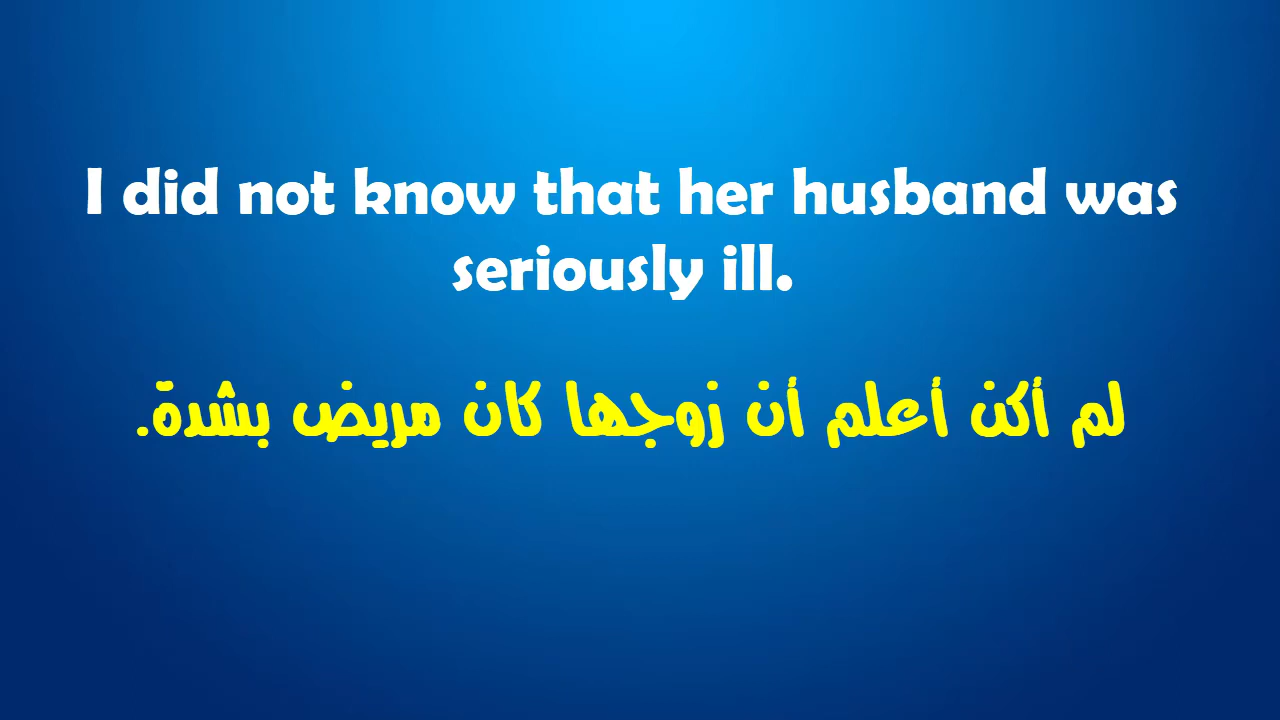 I did not know that her husband was
seriously ill.
لم أكن أعلم أن زوجها كان مريض بشدة.